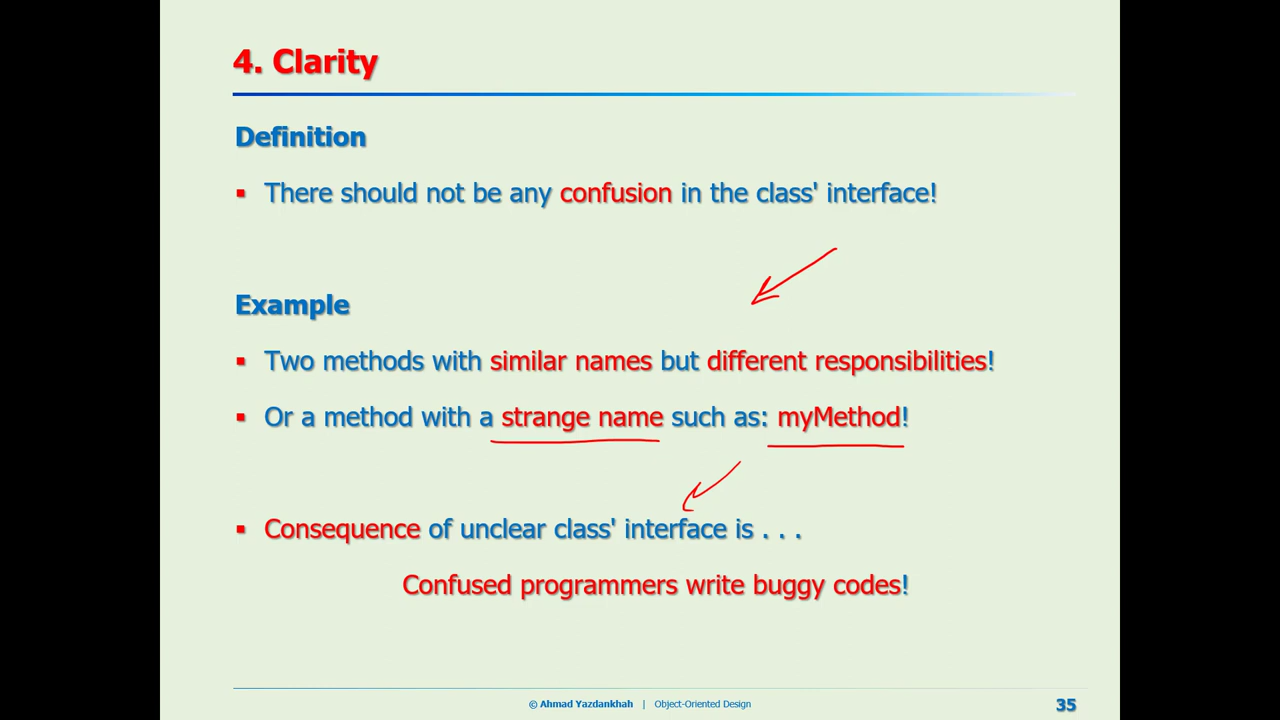 4. Clarity
Definition
▪ There should not be any confusion in the class' interface!
Example
▪ Two methods with similar names but different responsibilities!
▪ Or a method with a strange name such as: myMethod!
▪ Consequence of unclear class' interface is . . .
Confused programmers write buggy codes!
© Ahmad Yazdankhah | Object-Oriented Design
35